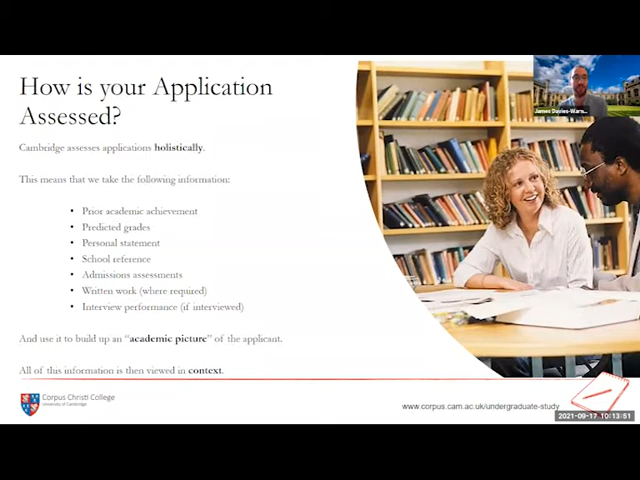 How is your Application
Assessed?
Cambridge assesses applications holistically.
This means that we take the following information:
• Prior academic achievement
• Predicted grades
• Personal statement
• School reference
• Admissions assessments
• Written work (where required)
• Interview performance (if interviewed)
And use it to build up an “academic picture” of the applicant.
All of this information is then viewed in context.
Corpus Christi College
University of Cambridge
www.corpus.cam.ac.uk/undergraduate-study
James Davies-Warn...
2021-09-17 10:13:51